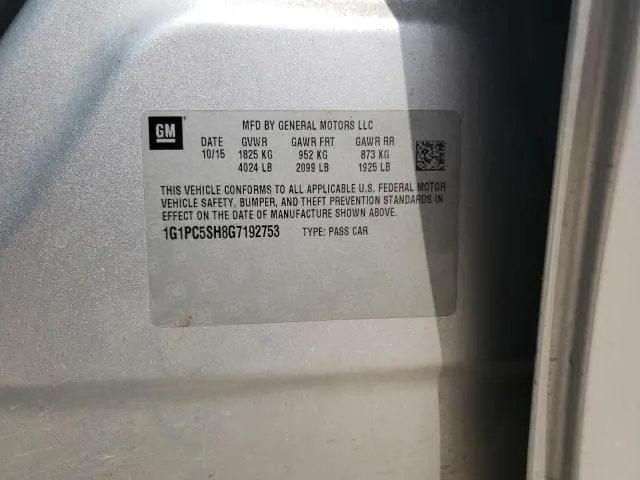 GM
MFD BY GENERAL MOTORS LLC
DATE GVWR GAWR FRT GAWR RR
10/15 1825 KG 952 KG 873 KG
4024 LB 2099 LB 1925 LB
THIS VEHICLE CONFORMS TO ALL APPLICABLE U.S. FEDERAL MOTOR
VEHICLE SAFETY, BUMPER, AND THEFT PREVENTION STANDARDS IN
EFFECT ON THE DATE OF MANUFACTURE SHOWN ABOVE.
1G1PC5SH8G7192753 TYPE: PASS CAR